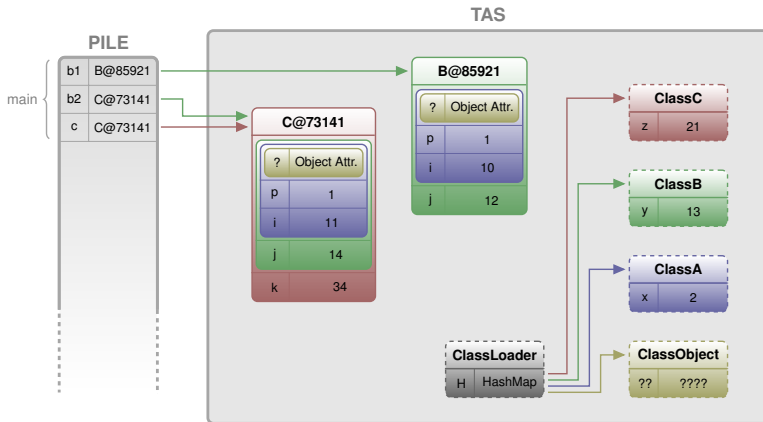 TAS
PILE
main
b1 B@85921
b2 C@73141
c C@73141
C@73141
? Object Attr.
p 1
i 11
j 14
k 34
B@85921
? Object Attr.
p 1
i 10
j 12
ClassLoader
H HashMap
ClassC
z 21
ClassB
y 13
ClassA
x 2
ClassObject
?? ????